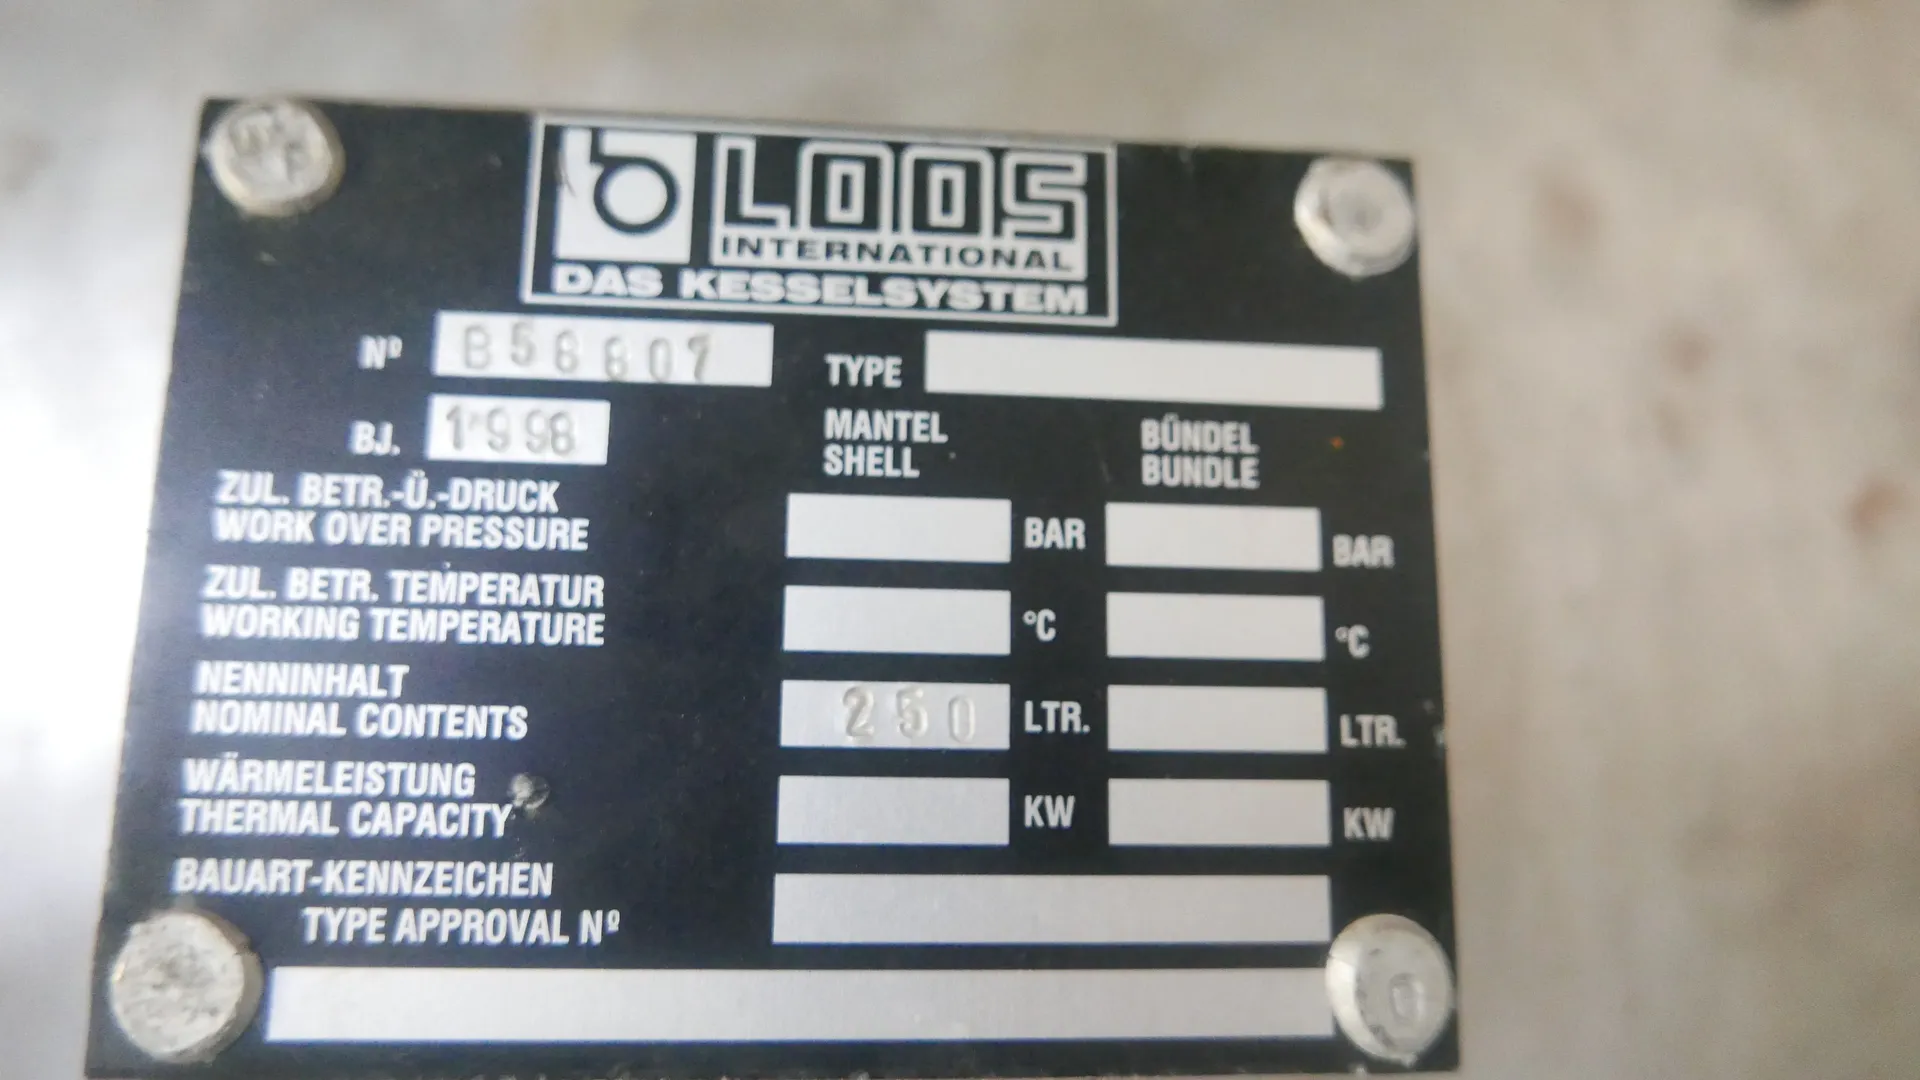 LOOS
INTERNATIONAL
DAS KESSELSYSTEM
Nº B58807 TYPE
BJ. 1998
MANTEL BÜNDEL
SHELL BUNDLE
ZUL. BETR.-Ü.-DRUCK
WORK OVER PRESSURE BAR BAR
ZUL. BETR. TEMPERATUR
WORKING TEMPERATURE °C °C
NENNINHALT
NOMINAL CONTENTS 250 LTR. LTR.
WÄRMELEISTUNG
THERMAL CAPACITY KW KW
BAUART-KENNZEICHEN
TYPE APPROVAL Nº